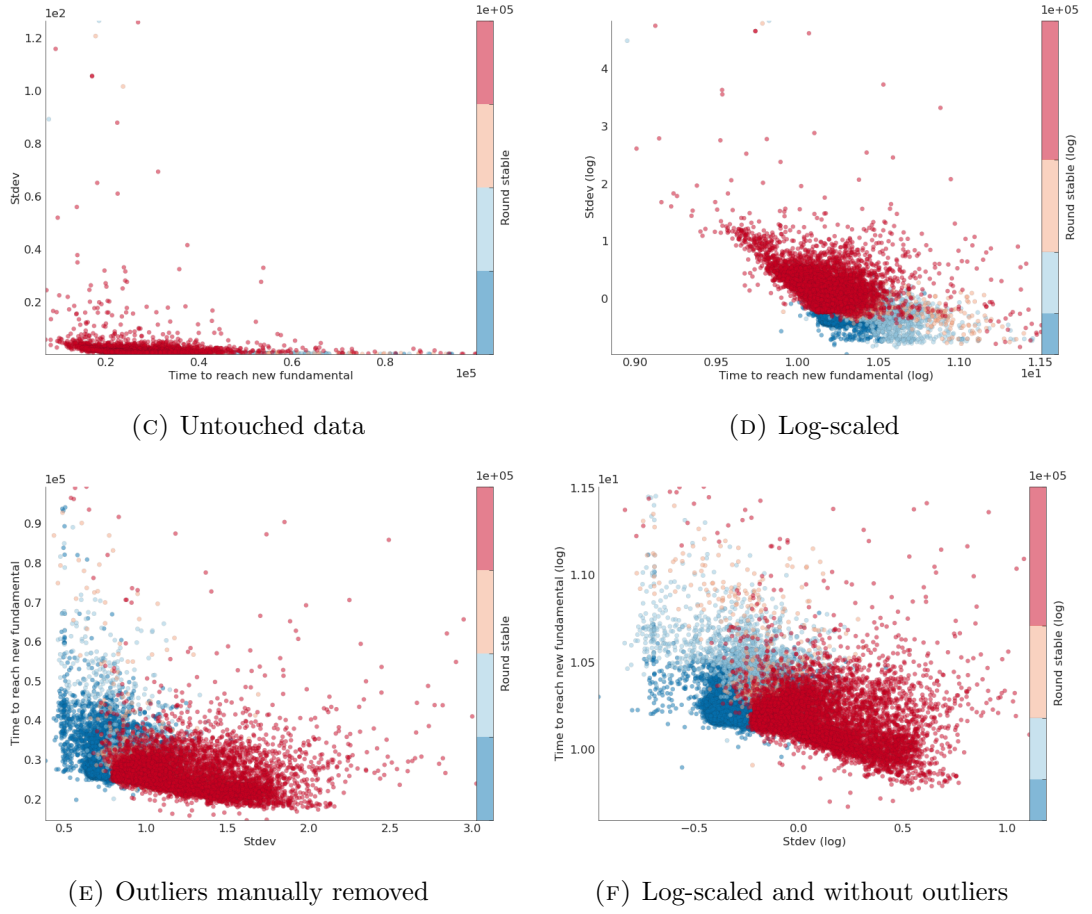 1e2
1e+05
1.2
1.0
0.8
0.6
0.4
0.2
Stdev
0.2
0.4
0.6
0.8
1e5
Time to reach new fundamental
Round stable
(C) Untouched data
1e+05
4
3
2
1
0
Stdev (log)
0.90
0.95
1.00
1.05
1.10
1.15
1e1
Time to reach new fundamental (log)
Round stable (log)
(D) Log-scaled
1e5
1e+05
0.9
0.8
0.7
0.6
0.5
0.4
0.3
0.2
Time to reach new fundamental
0.5
1.0
1.5
2.0
2.5
3.0
Stdev
Round stable
(E) Outliers manually removed
1e1
1e+05
1.15
1.10
1.05
1.00
Time to reach new fundamental (log)
−0.5
0.0
0.5
1.0
Stdev (log)
Round stable (log)
(F) Log-scaled and without outliers